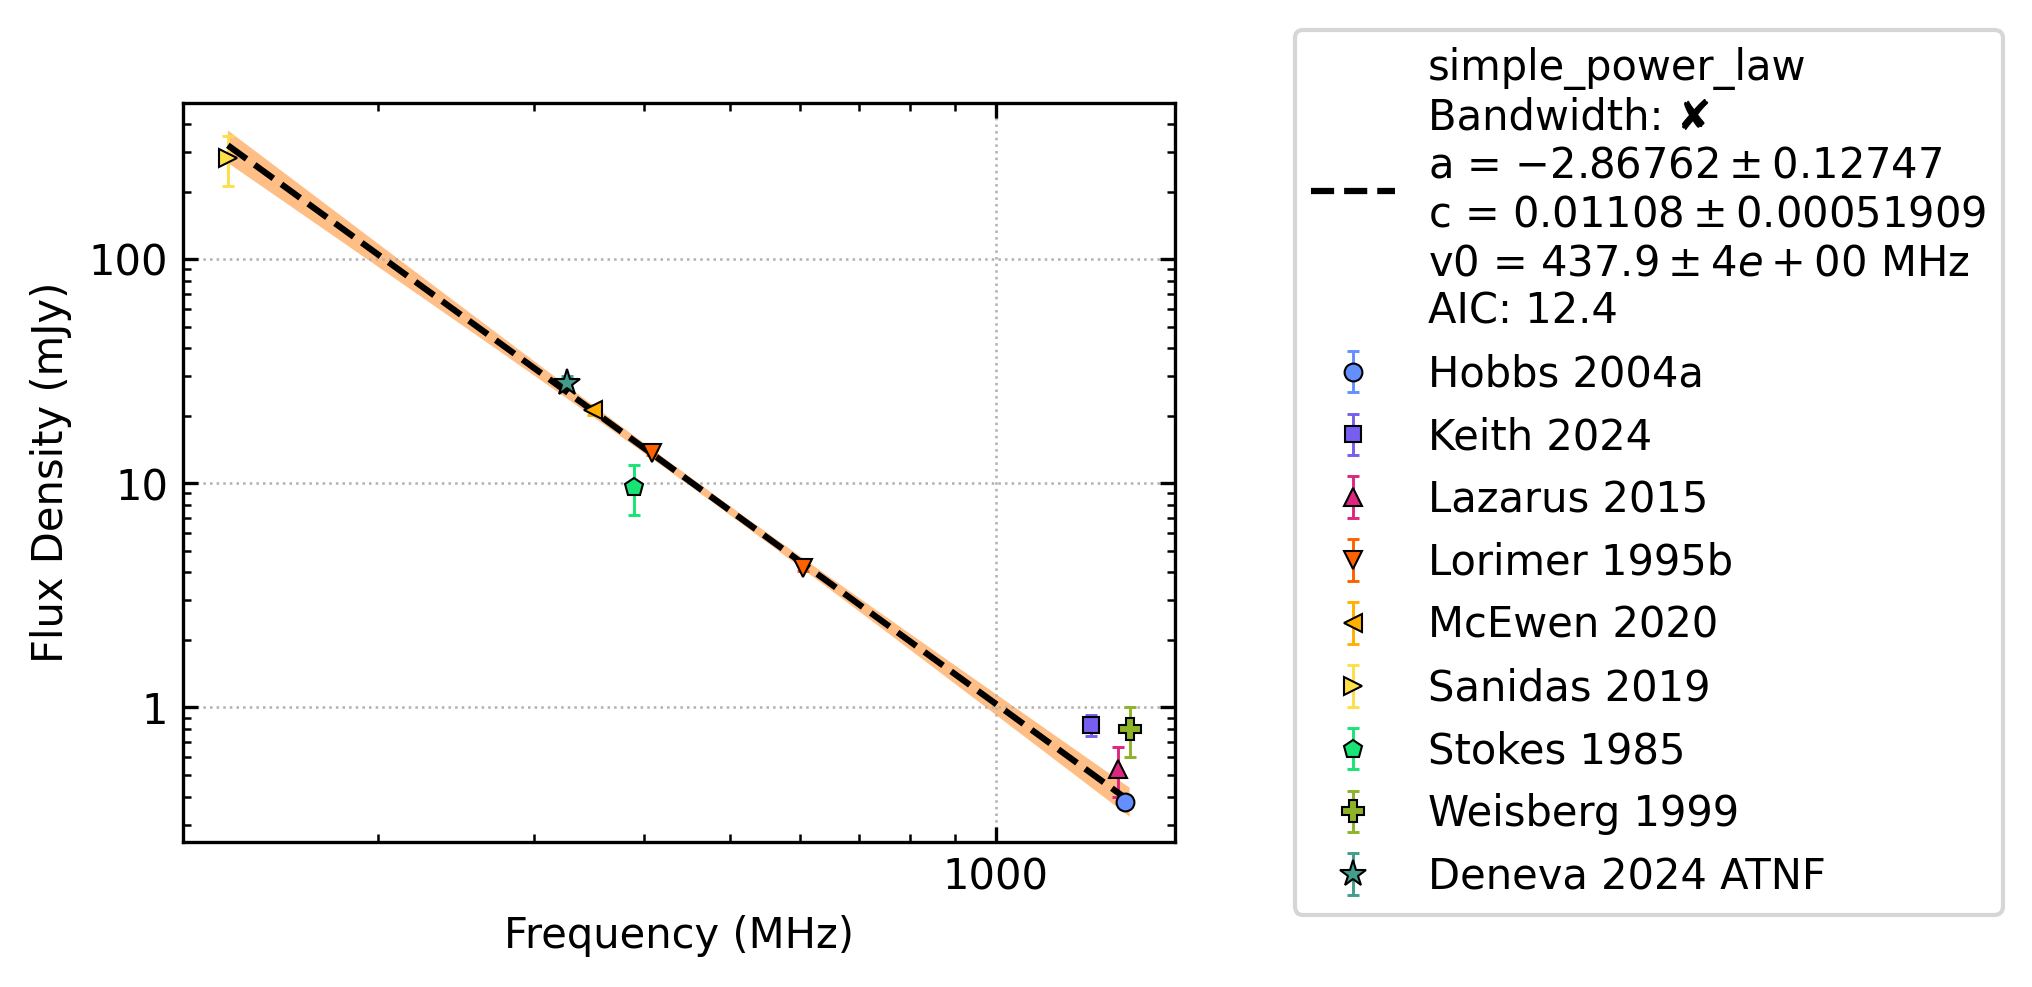 Flux Density (mJy)
100
10
1
1000
Frequency (MHz)
simple_power_law
Bandwidth: ✘
a = −2.86762 ± 0.12747
c = 0.01108 ± 0.00051909
v0 = 437.9 ± 4e + 00 MHz
AIC: 12.4
Hobbs 2004a
Keith 2024
Lazarus 2015
Lorimer 1995b
McEwen 2020
Sanidas 2019
Stokes 1985
Weisberg 1999
Deneva 2024 ATNF